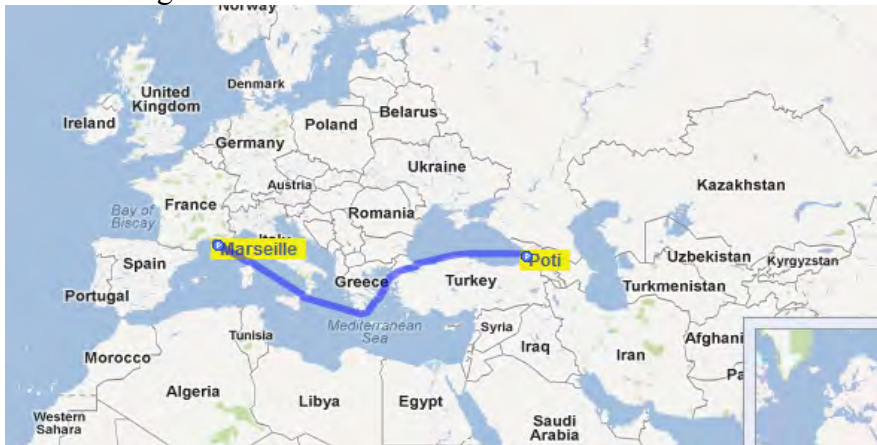 Norway
Denmark
United
Kingdom
Ireland
Belarus
Poland
Germany
Ukraine
Kazakhstan
Austria
France
Bay of
Biscay
Romania
Italy
Marseille
Poti
Uzbekistan
Kyrgyzstan
Spain
Greece
Turkey
Turkmenistan
Portugal
Mediterranean
Sea
Tunisia
Syria
Afghani
Morocco
Iraq
Iran
Pa
Algeria
Libya
Egypt
Western
Sahara
Saudi
Arabia